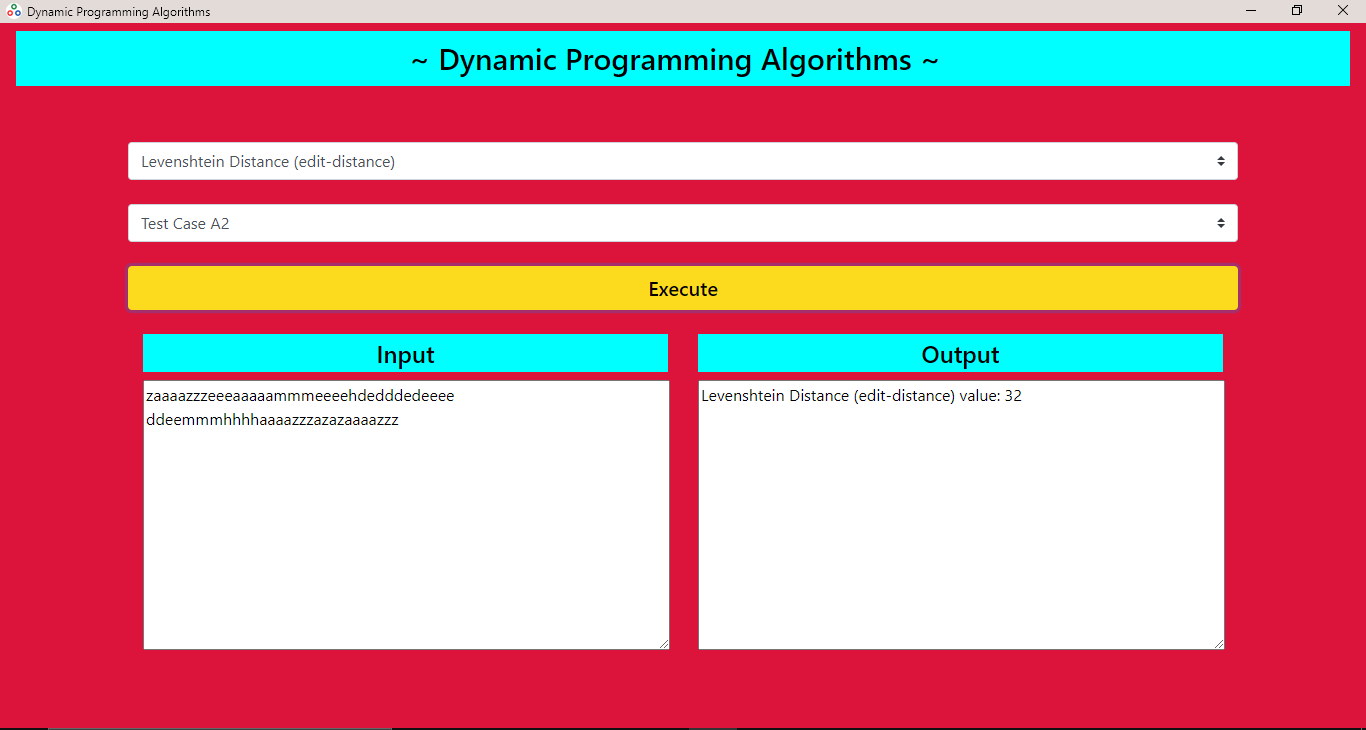 Dynamic Programming Algorithms
~ Dynamic Programming Algorithms ~
Levenshtein Distance (edit-distance)
Test Case A2
Execute
Input
Output
zaaaazzzeeeaaaaammmeeeehdedddedeeee
ddeemmmhhhhaaaazzzazazaaaazzz
Levenshtein Distance (edit-distance) value: 32